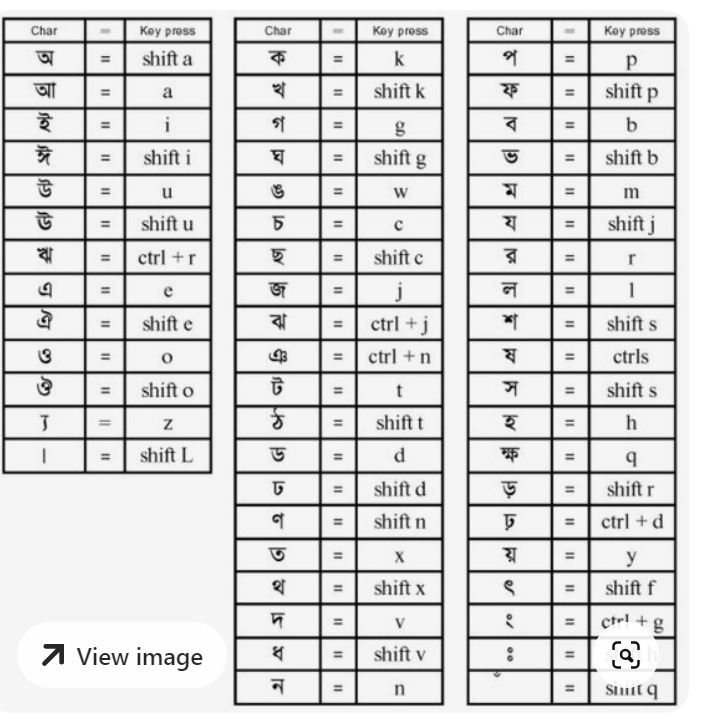 Char = Key press
অ = shift a
আ = a
ই = i
ঈ = shift i
উ = u
ঊ = shift u
ঋ = ctrl + r
এ = e
ঐ = shift e
ও = o
ঔ = shift o
্য = z
। = shift L
Char = Key press
ক = k
খ = shift k
গ = g
ঘ = shift g
ঙ = w
চ = c
ছ = shift c
জ = j
ঝ = ctrl + j
ঞ = ctrl + n
ট = t
ঠ = shift t
ড = d
ঢ = shift d
ণ = shift n
ত = x
থ = shift x
দ = v
ধ = shift v
ন = n
Char = Key press
প = p
ফ = shift p
ব = b
ভ = shift b
ম = m
য = shift j
র = r
ল = l
শ = shift s
ষ = ctrls
স = shift s
হ = h
ক্ষ = q
ড় = shift r
ঢ় = ctrl + d
য় = y
ৎ = shift f
ং = ctrl + g
ঃ =
ঁ = shift q
View image